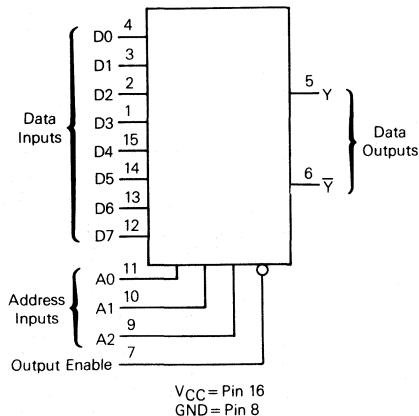 D0 4
D1 3
D2 2
D3 1
D4 15
D5 14
D6 13
D7 12
Data
Inputs
5 Y
6 Y̅
Data
Outputs
A0 11
A1 10
A2 9
Address
Inputs
Output Enable 7
VCC = Pin 16
GND = Pin 8